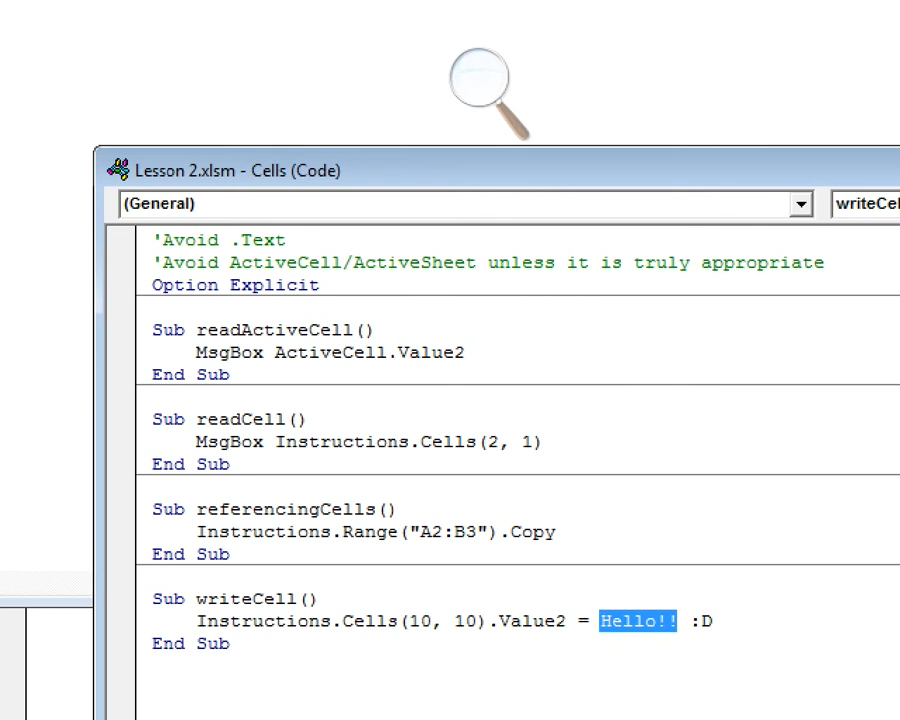 Lesson 2.xlsm - Cells (Code)
(General)
writeCel
'Avoid .Text
'Avoid ActiveCell/ActiveSheet unless it is truly appropriate
Option Explicit
Sub readActiveCell()
MsgBox ActiveCell.Value2
End Sub
Sub readCell()
MsgBox Instructions.Cells(2, 1)
End Sub
Sub referencingCells()
Instructions.Range("A2:B3").Copy
End Sub
Sub writeCell()
Instructions.Cells(10, 10).Value2 = Hello!! :D
End Sub